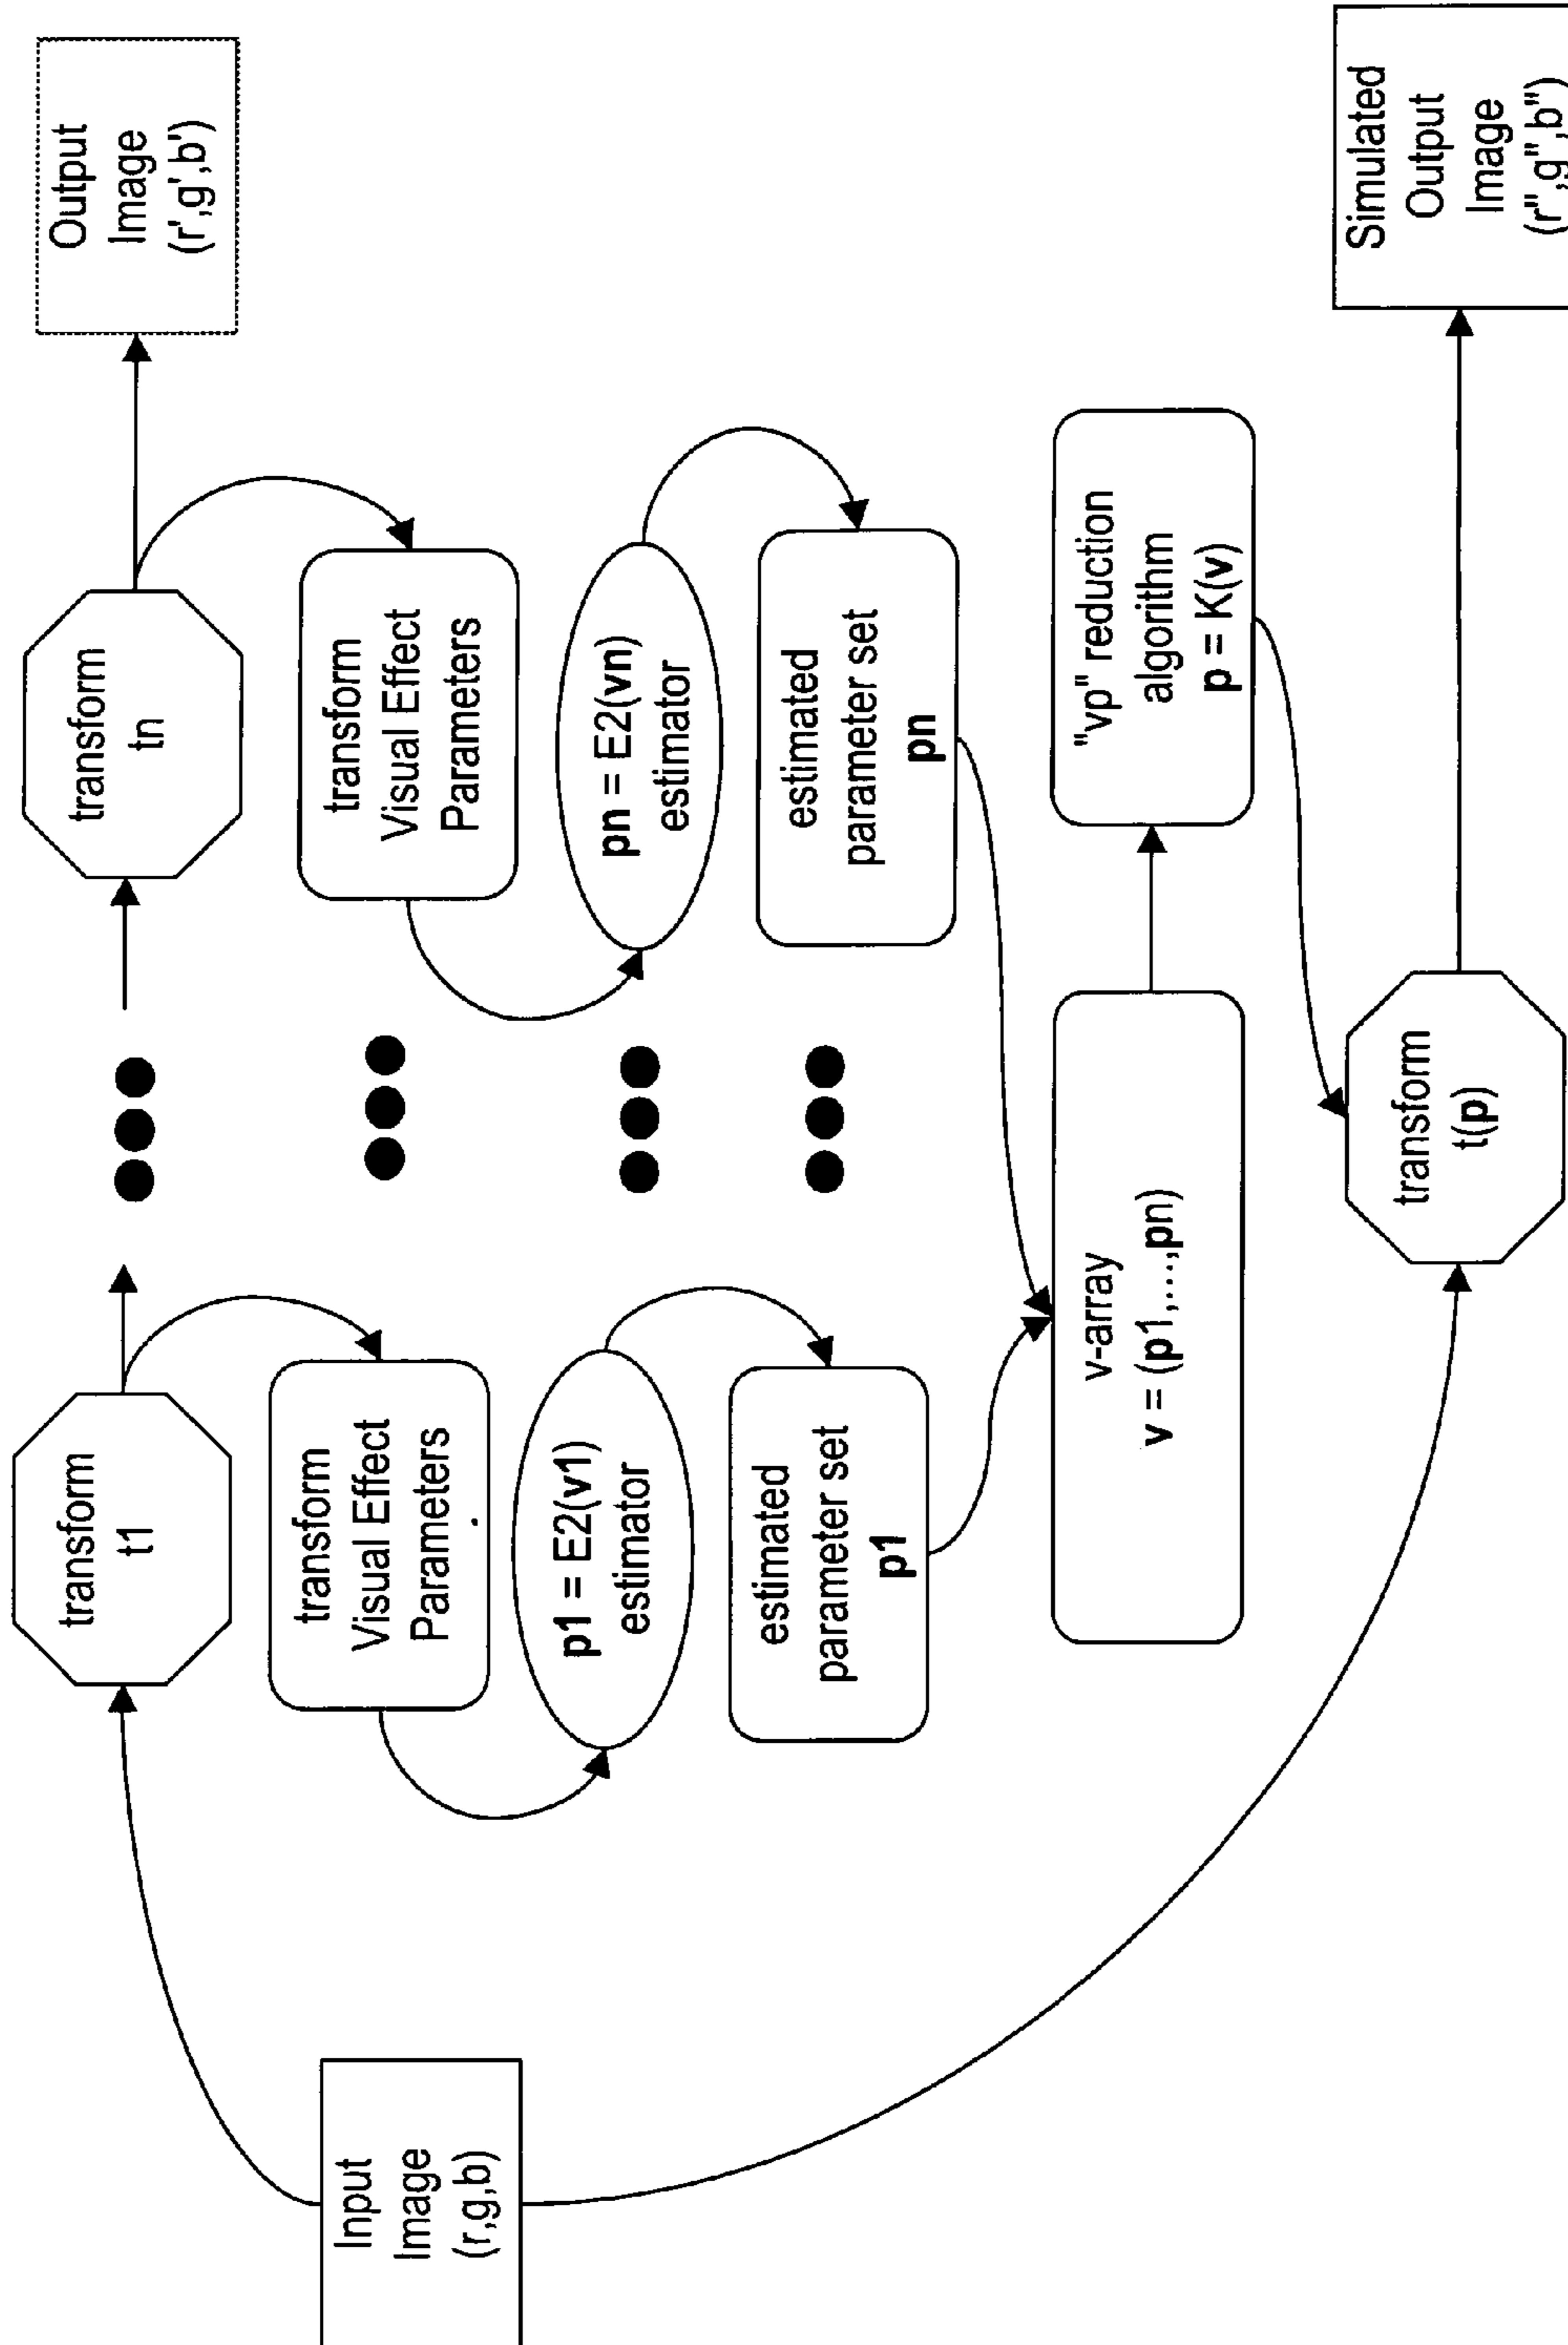 Input
Image
(r,g,b)
transform
t1
transform
Visual Effect
Parameters
p1 = E2(v1)
estimator
estimated
parameter set
p1
transform
tn
transform
Visual Effect
Parameters
pn = E2(vn)
estimator
estimated
parameter set
pn
Output
Image
(r',g',b')
v-array
v = (p1,...,pn)
"vp" reduction
algorithm
p = K(v)
transform
t(p)
Simulated
Output
Image
(r",g",b")